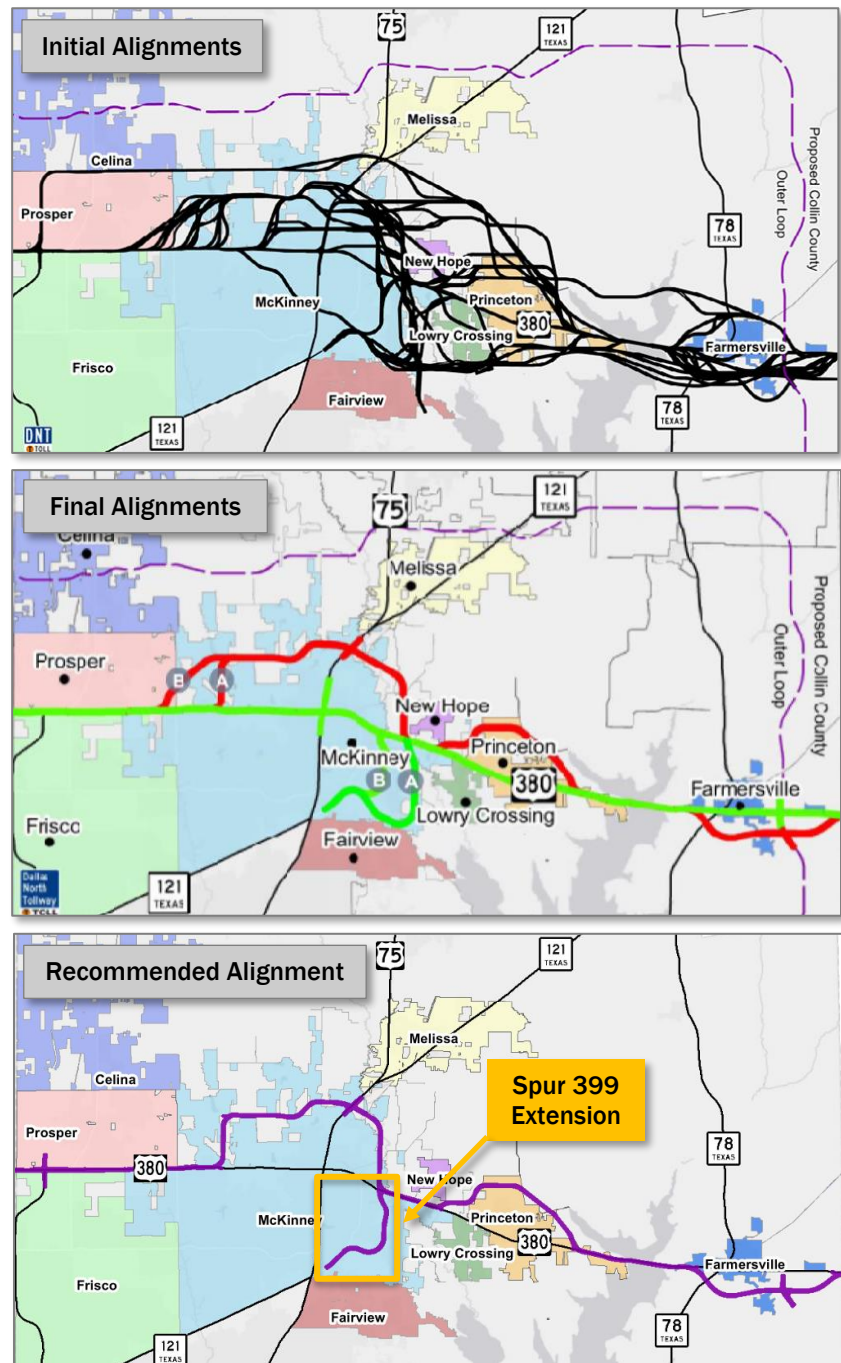 Initial Alignments
75
121
TEXAS
Melissa
Celina
Prosper
Proposed Collin County
Outer Loop
78
TEXAS
New Hope
McKinney
Princeton
380
Lowry Crossing
Farmersville
Frisco
Fairview
78
TEXAS
121
TEXAS
DNT
TOLL
Final Alignments
75
121
TEXAS
Celina
Melissa
Proposed Collin County
Outer Loop
Prosper
B
A
New Hope
McKinney
Princeton
B
A
380
Farmersville
Lowry Crossing
Frisco
Fairview
Dallas
North
Tollway
TOLL
121
TEXAS
Recommended Alignment
75
121
TEXAS
Melissa
Celina
Spur 399
Extension
Prosper
380
78
TEXAS
New Hope
McKinney
Princeton
380
Lowry Crossing
Farmersville
Frisco
Fairview
78
TEXAS
121
TEXAS